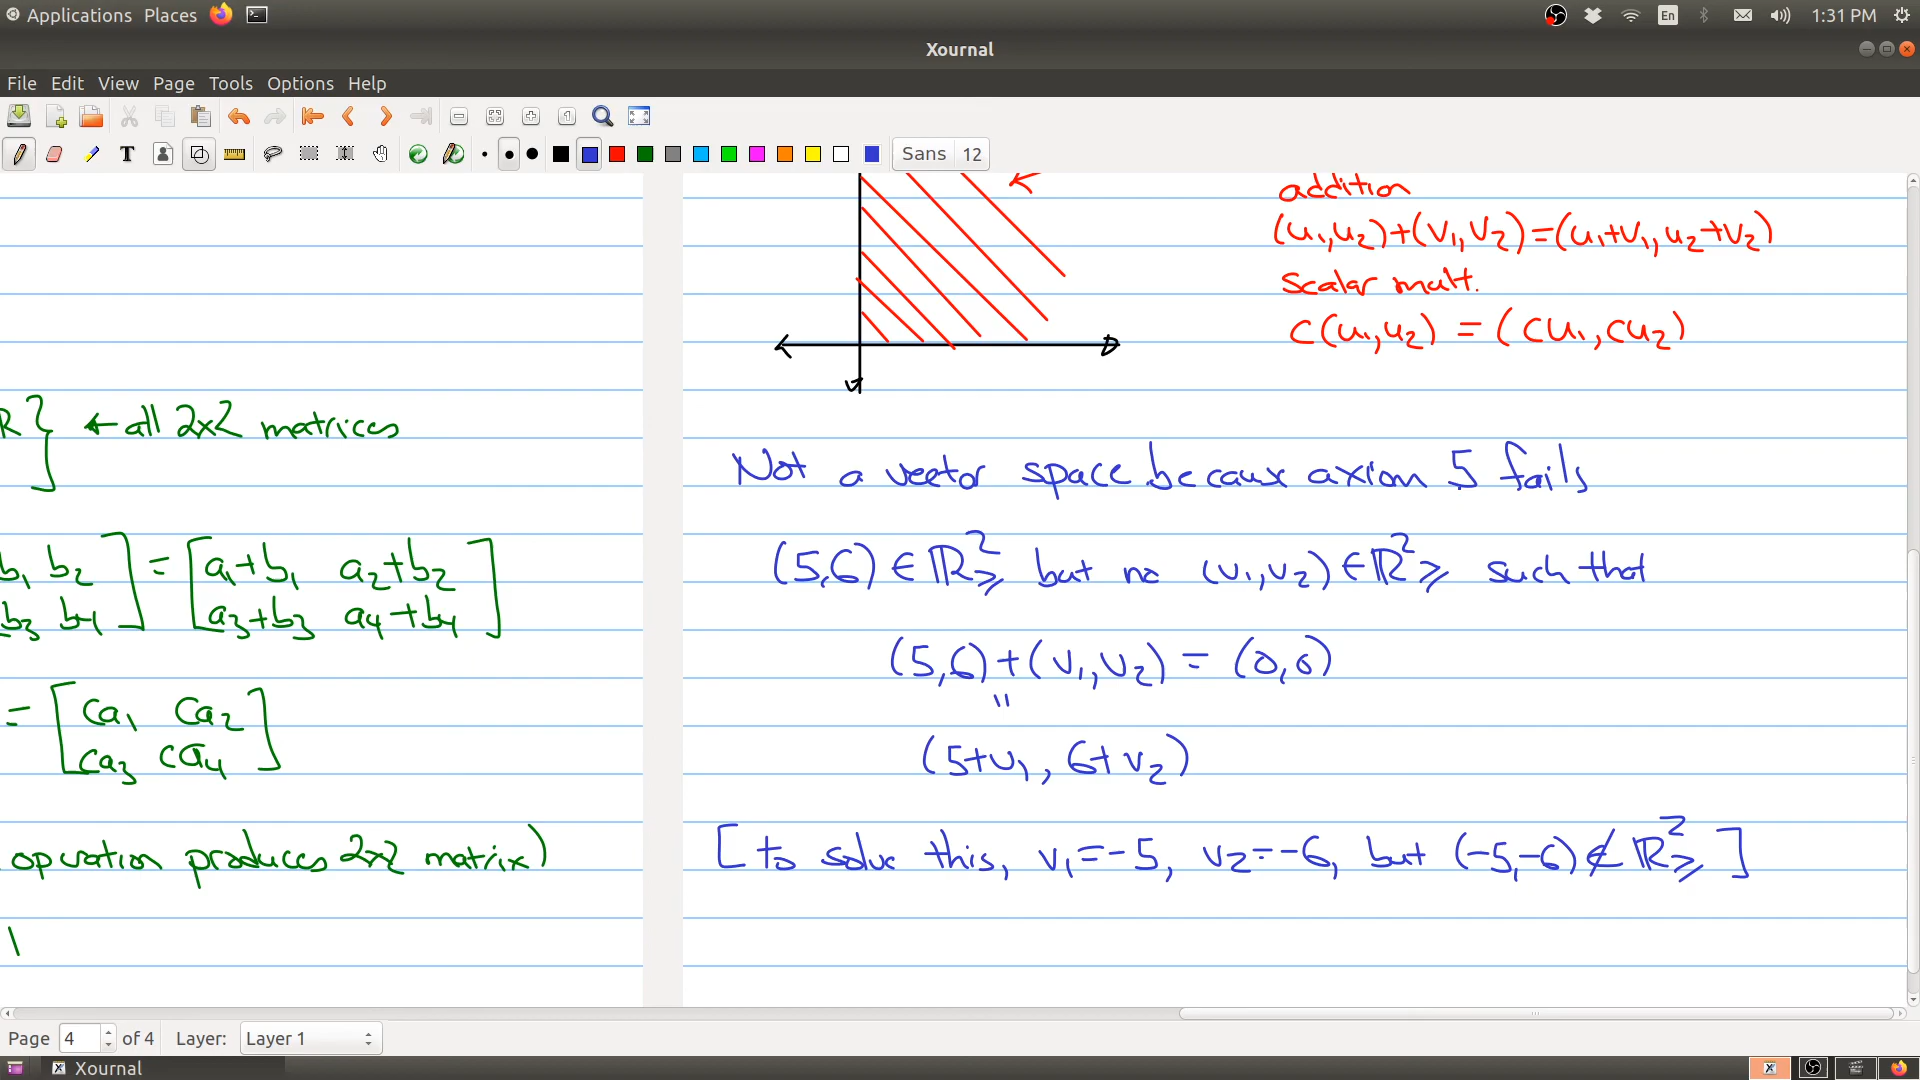 Applications Places En 1:31 PM
Xournal
File Edit View Page Tools Options Help
Sans 12
R} ← all 2x2 matrices
b₁ b₂ ] = [ a₁+b₁ a₂+b₂ ]
b₃ b₄ a₃+b₃ a₄+b₄
= [ ca₁ ca₂ ]
ca₃ ca₄
operation produces 2x2 matrix)
addition
(u₁,u₂)+(v₁,v₂)=(u₁+v₁,u₂+v₂)
Scalar mult.
c(u₁,u₂) = (cu₁,cu₂)
Not a vector space because axiom 5 fails
(5,6) ∈ ℝ²≥ but no (v₁,v₂) ∈ ℝ²≥ such that
(5,6)+(v₁,v₂) = (0,0)
"
(5+v₁, 6+v₂)
[to solve this, v₁=-5, v₂=-6, but (-5,-6) ∉ ℝ²≥ ]
Page 4 of 4 Layer: Layer 1
Xournal